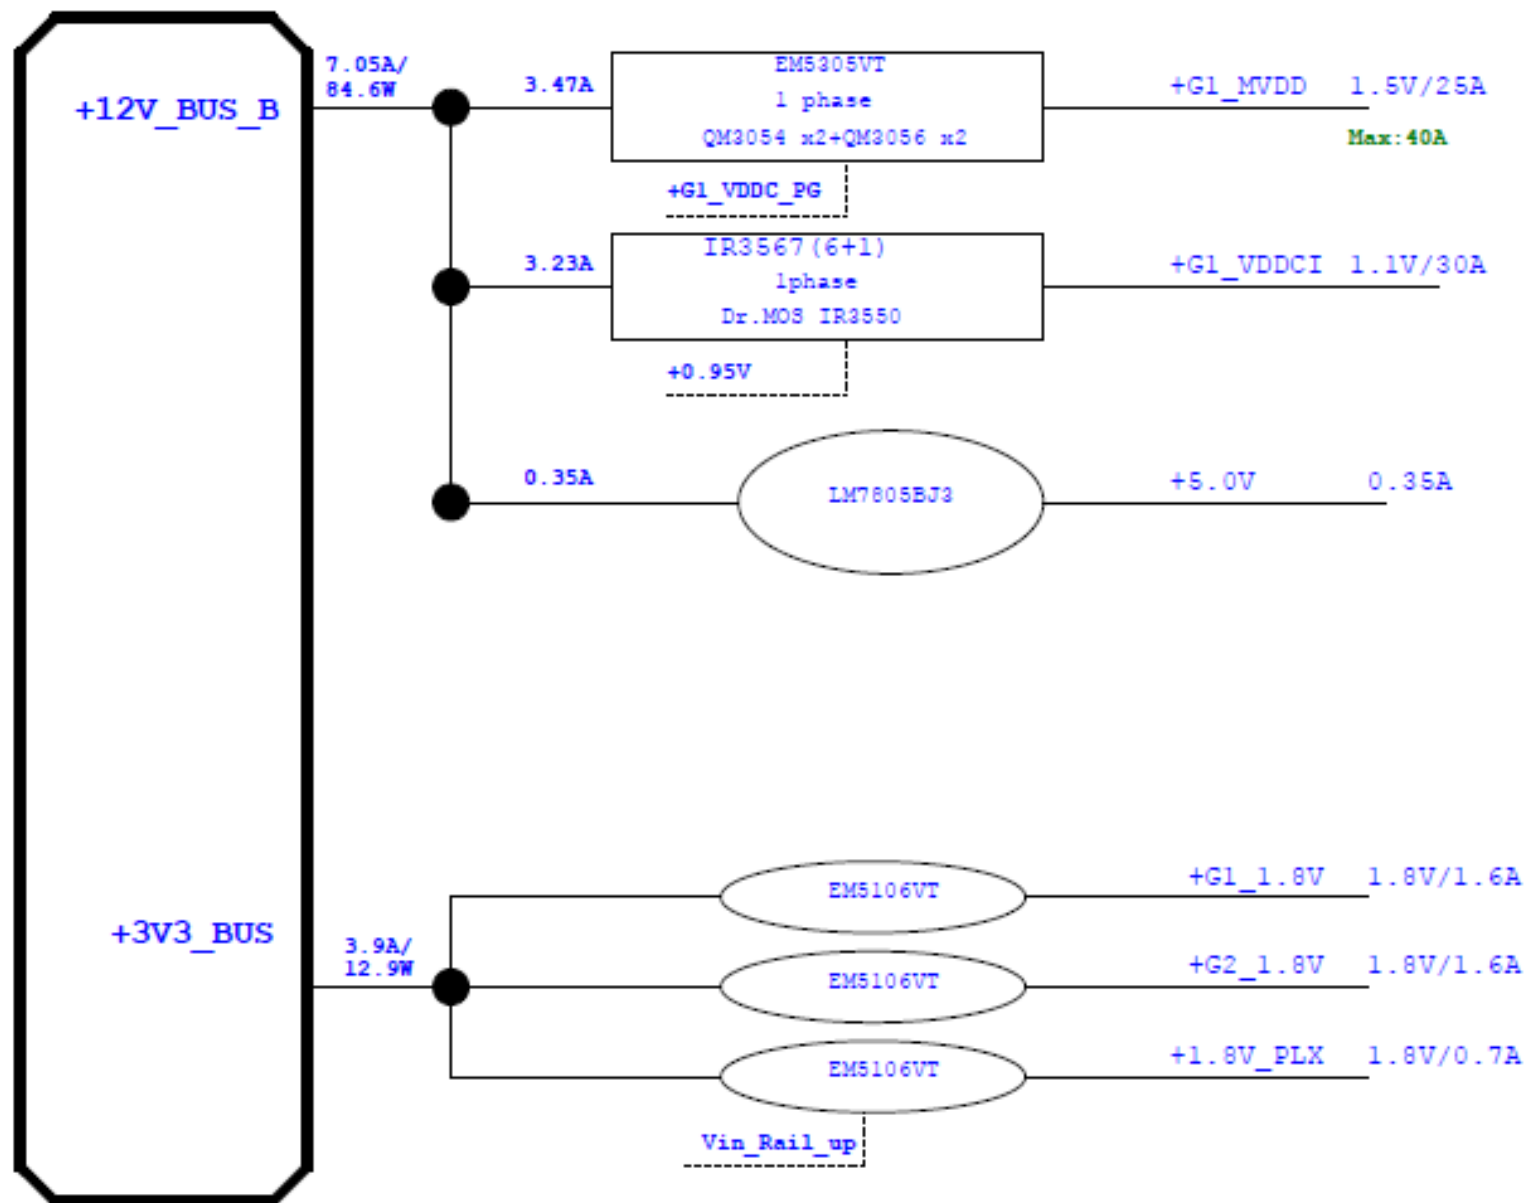 7.05A/
84.6W
+12V_BUS_B
3.47A
EM5305VT
1 phase
QM3054 x2+QM3056 x2
+G1_MVDD 1.5V/25A
Max:40A
+G1_VDDC_PG
3.23A
IR3567(6+1)
1phase
Dr.MOS IR3550
+G1_VDDCI 1.1V/30A
+0.95V
0.35A
LM7805BJ3
+5.0V 0.35A
+3V3_BUS
3.9A/
12.9W
EM5106VT
+G1_1.8V 1.8V/1.6A
EM5106VT
+G2_1.8V 1.8V/1.6A
EM5106VT
+1.8V_PLX 1.8V/0.7A
Vin_Rail_up